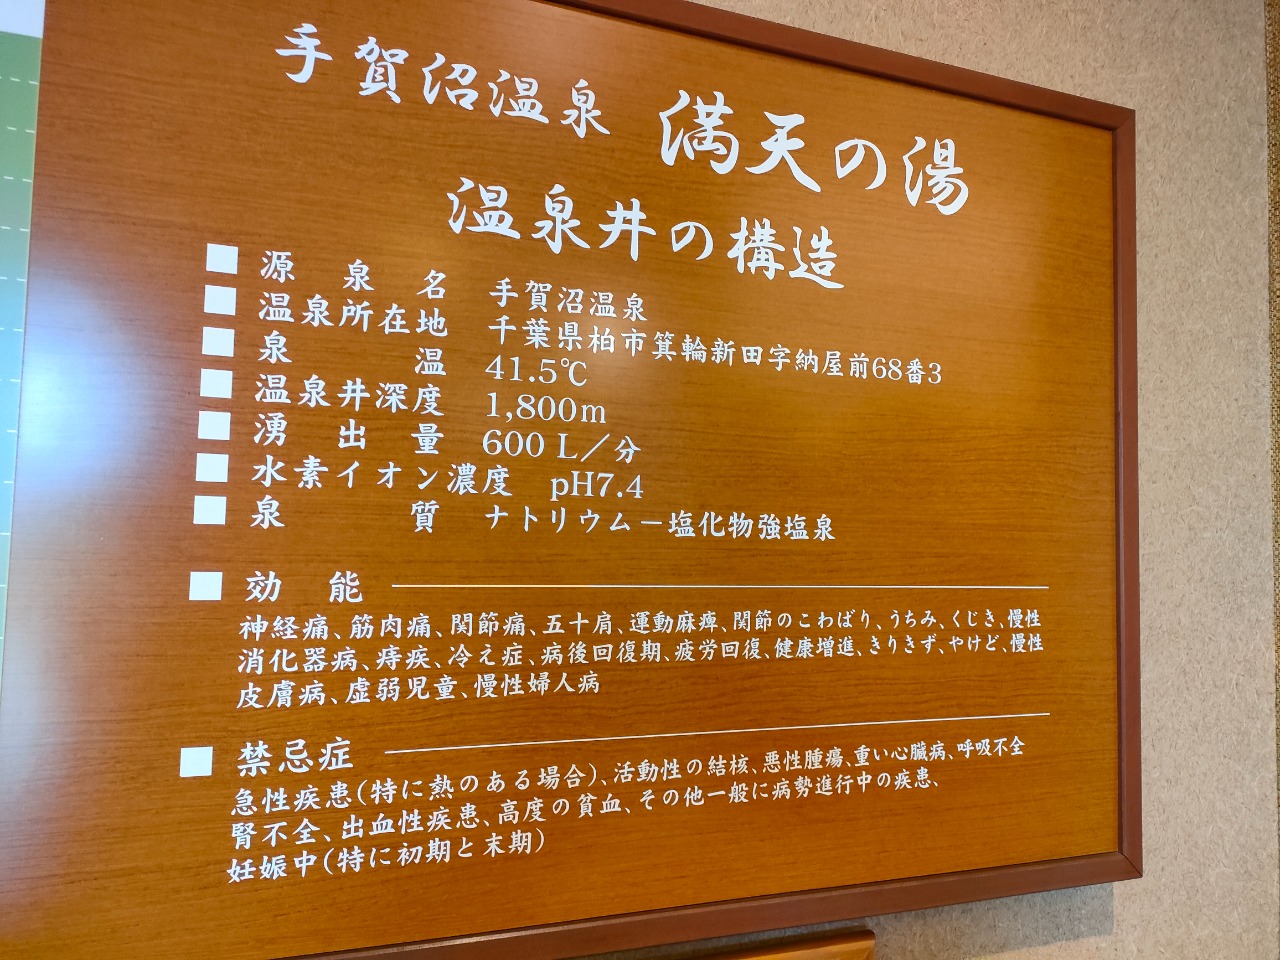 手賀沼温泉 満天の湯
温泉井の構造
■ 源泉名 手賀沼温泉
■ 温泉所在地 千葉県柏市箕輪新田字納屋前68番3
■ 泉温 41.5℃
■ 温泉井深度 1,800m
■ 湧出量 600 L／分
■ 水素イオン濃度 pH7.4
■ 泉質 ナトリウム－塩化物強塩泉
■ 効能
神経痛、筋肉痛、関節痛、五十肩、運動麻痺、関節のこわばり、うちみ、くじき、慢性
消化器病、痔疾、冷え症、病後回復期、疲労回復、健康増進、きりきず、やけど、慢性
皮膚病、虚弱児童、慢性婦人病
■ 禁忌症
急性疾患(特に熱のある場合)、活動性の結核、悪性腫瘍、重い心臓病、呼吸不全
腎不全、出血性疾患、高度の貧血、その他一般に病勢進行中の疾患、
妊娠中(特に初期と末期)